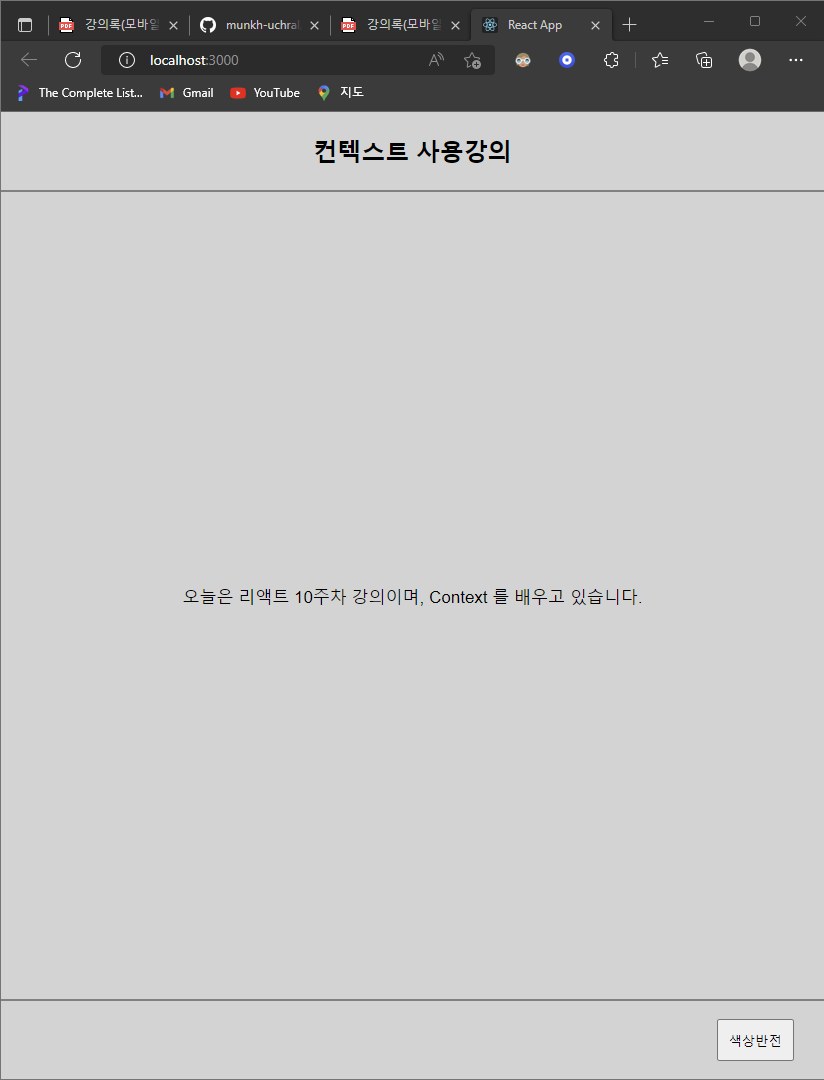 강의록(모바일
munkh-uchral
강의록(모바일
React App
localhost:3000
The Complete List...
Gmail
YouTube
지도
컨텍스트 사용강의
오늘은 리액트 10주차 강의이며, Context 를 배우고 있습니다.
색상반전